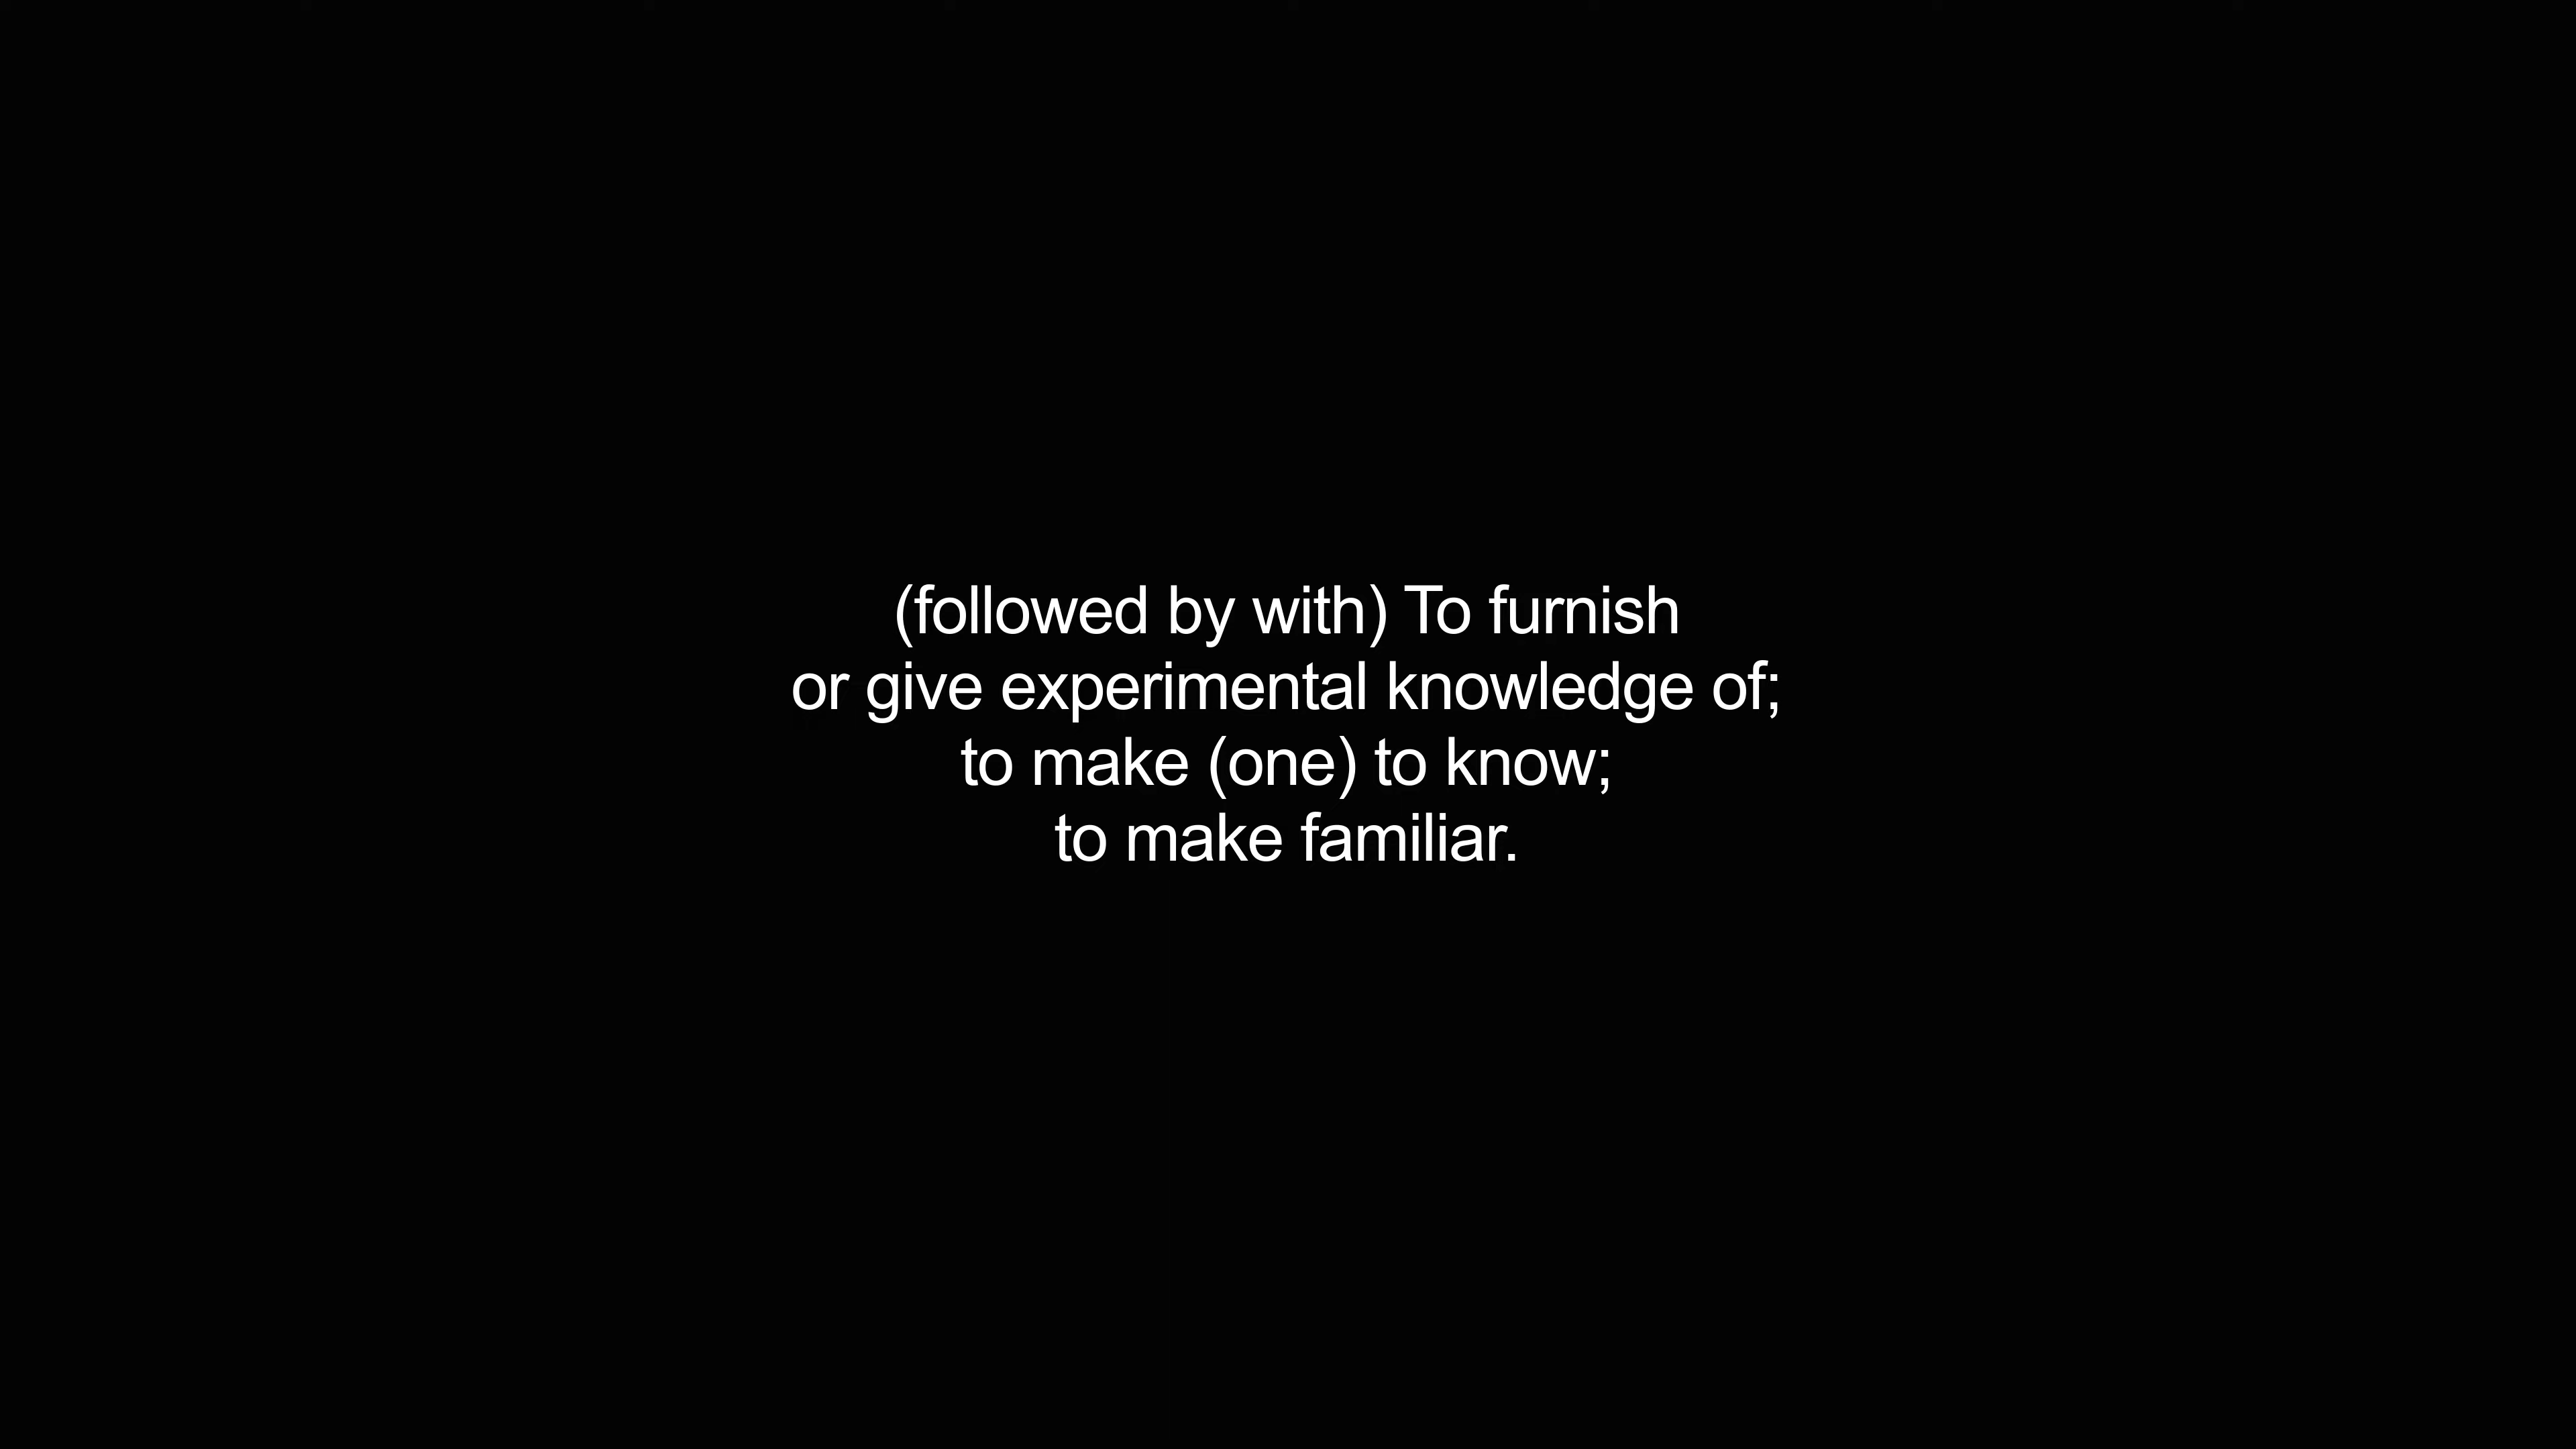 (followed by with) To furnish
or give experimental knowledge of;
to make (one) to know;
to make familiar.